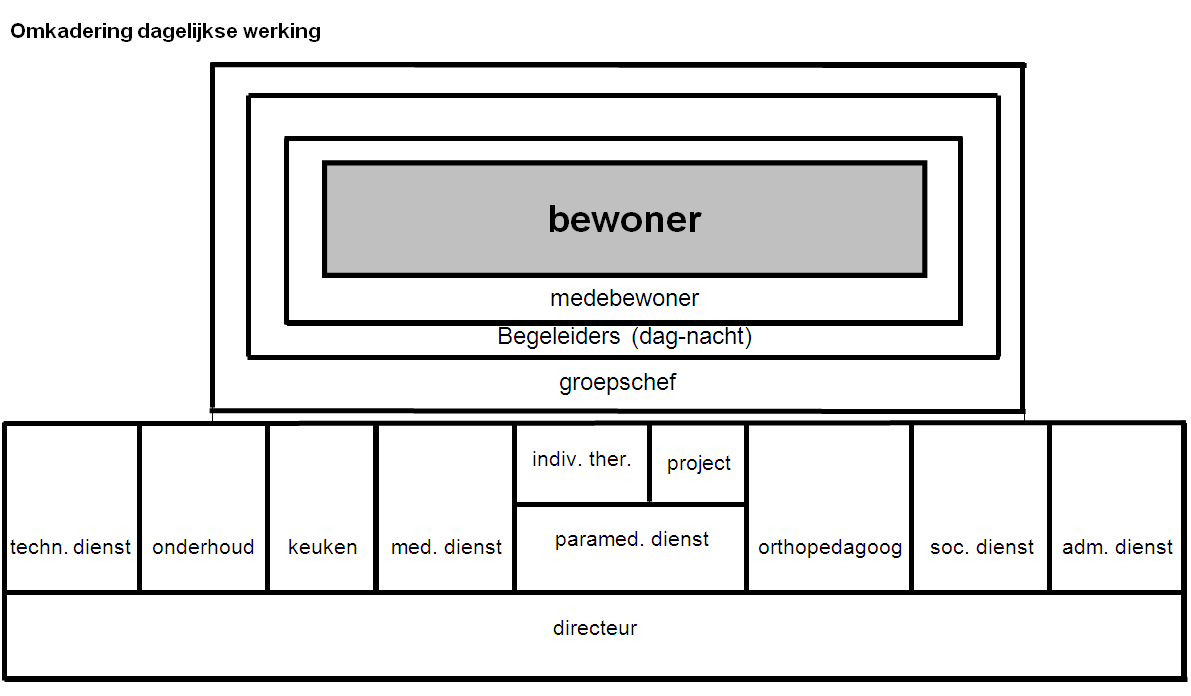 Omkadering dagelijkse werking
bewoner
medebewoner
Begeleiders (dag-nacht)
groepschef
indiv. ther.
project
techn. dienst
onderhoud
keuken
med. dienst
paramed. dienst
orthopedagoog
soc. dienst
adm. dienst
directeur